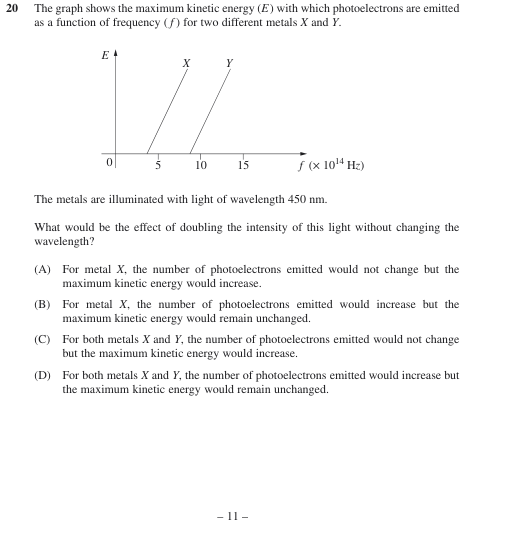 20 The graph shows the maximum kinetic energy (E) with which photoelectrons are emitted
as a function of frequency (f) for two different metals X and Y.
E
X Y
0 5 10 15 f (× 10¹⁴ Hz)
The metals are illuminated with light of wavelength 450 nm.
What would be the effect of doubling the intensity of this light without changing the
wavelength?
(A) For metal X, the number of photoelectrons emitted would not change but the
maximum kinetic energy would increase.
(B) For metal X, the number of photoelectrons emitted would increase but the
maximum kinetic energy would remain unchanged.
(C) For both metals X and Y, the number of photoelectrons emitted would not change
but the maximum kinetic energy would increase.
(D) For both metals X and Y, the number of photoelectrons emitted would increase but
the maximum kinetic energy would remain unchanged.
– 11 –